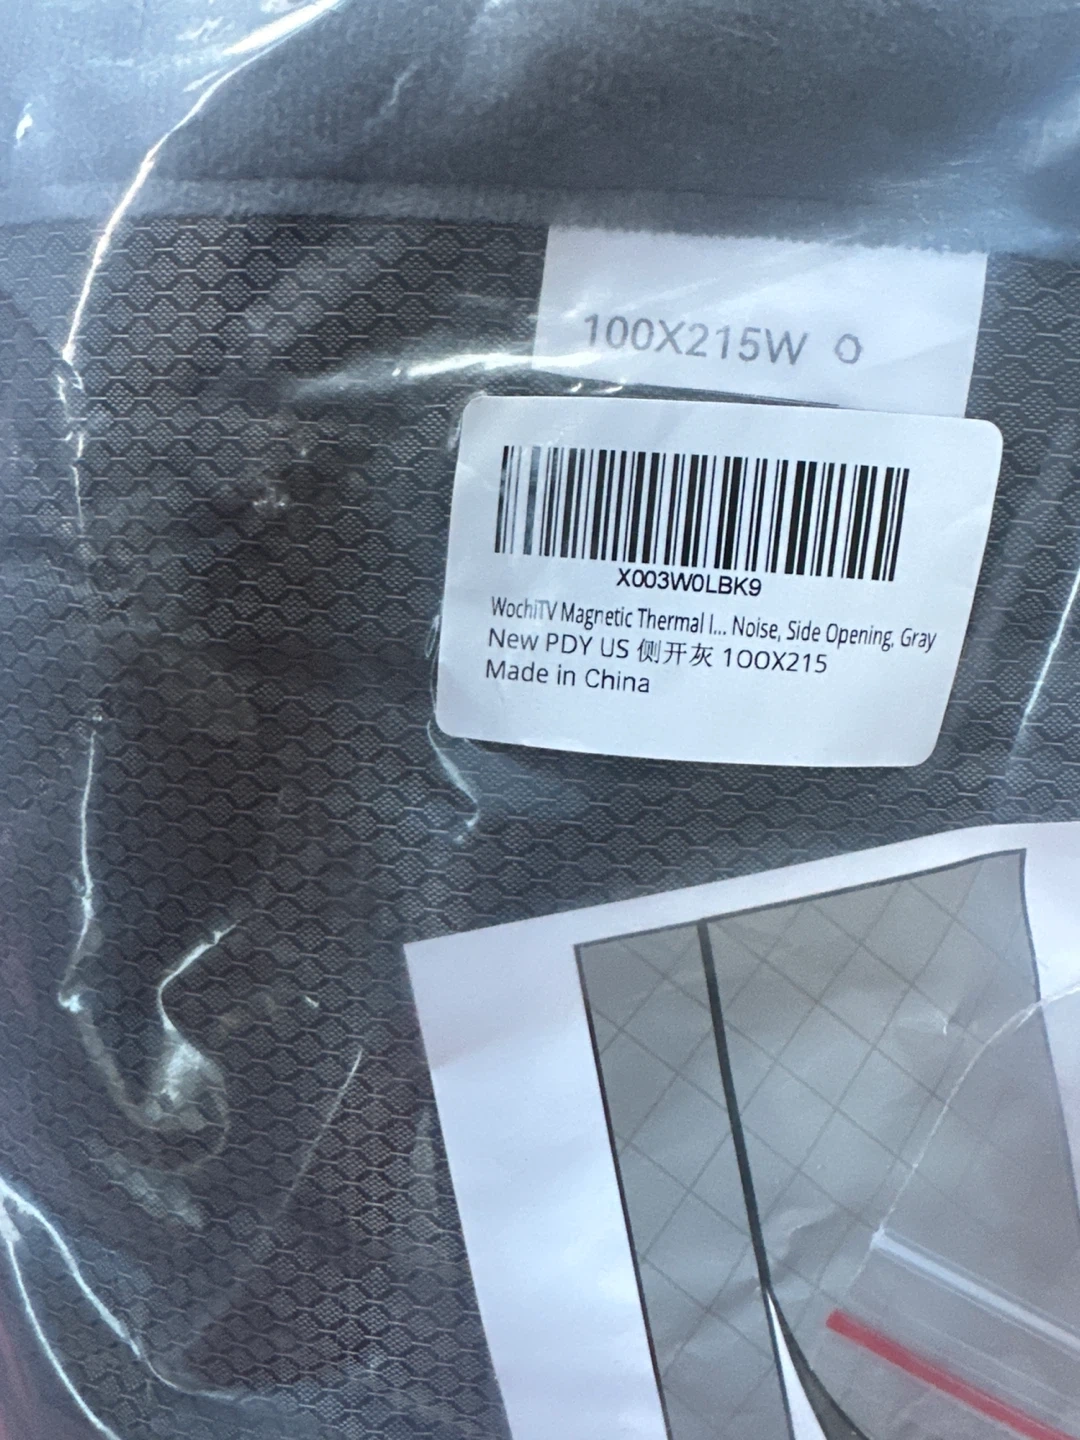 100X215W O
X003W0LBK9
WochiTV Magnetic Thermal I... Noise, Side Opening, Gray
New PDY US 侧开灰 100X215
Made in China